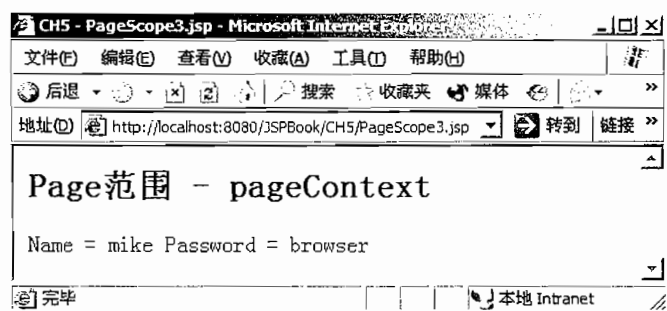 CH5 - PageScope3.jsp - Microsoft Internet Explorer
文件(F) 编辑(E) 查看(V) 收藏(A) 工具(T) 帮助(H)
后退 搜索 收藏夹 媒体 »
地址(D) http://localhost:8080/JSPBook/CH5/PageScope3.jsp 转到 链接 »
Page范围 - pageContext
Name = mike Password = browser
完毕 本地 Intranet